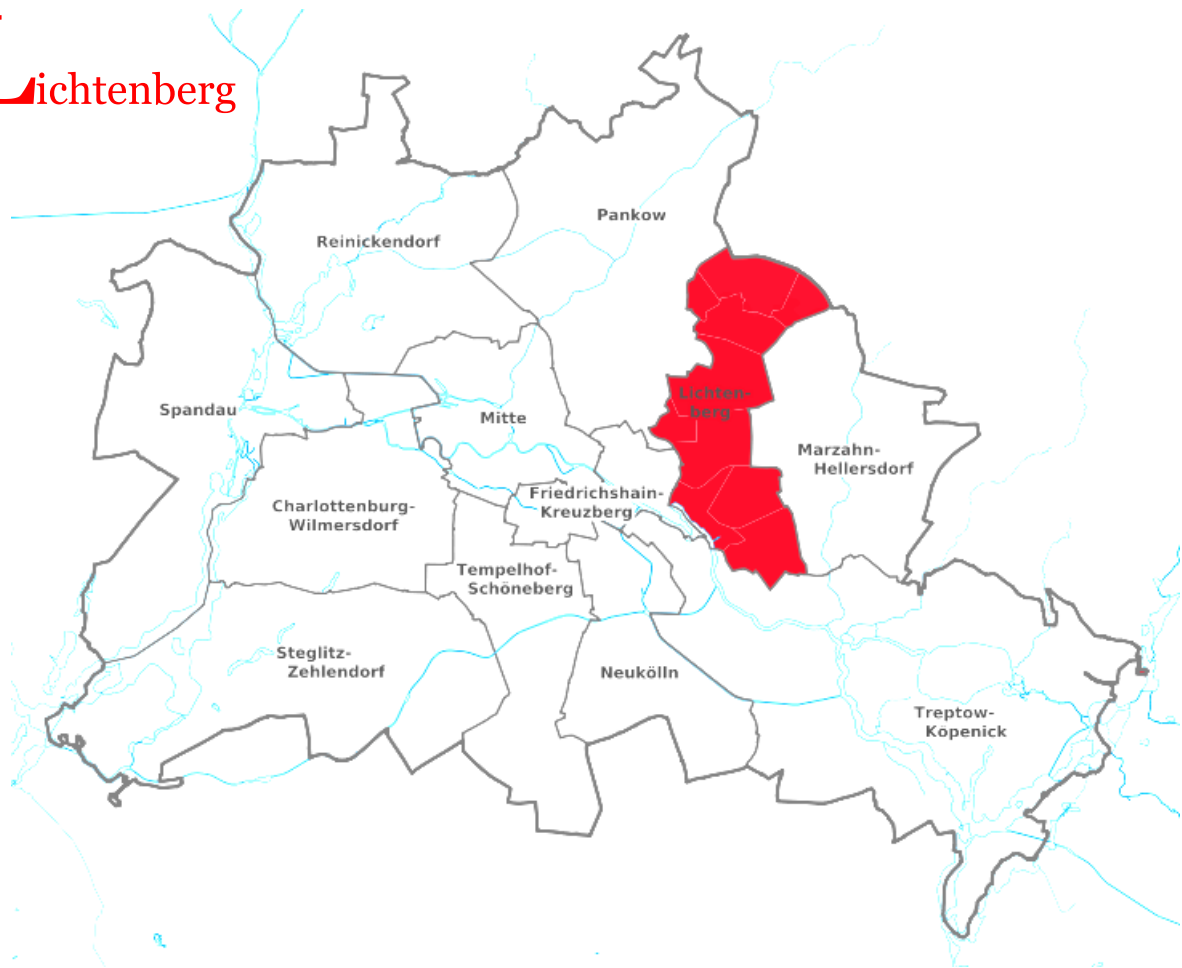 Lichtenberg
Pankow
Reinickendorf
Lichten-
berg
Spandau
Mitte
Marzahn-
Hellersdorf
Friedrichshain-
Kreuzberg
Charlottenburg-
Wilmersdorf
Tempelhof-
Schöneberg
Steglitz-
Zehlendorf
Neukölln
Treptow-
Köpenick